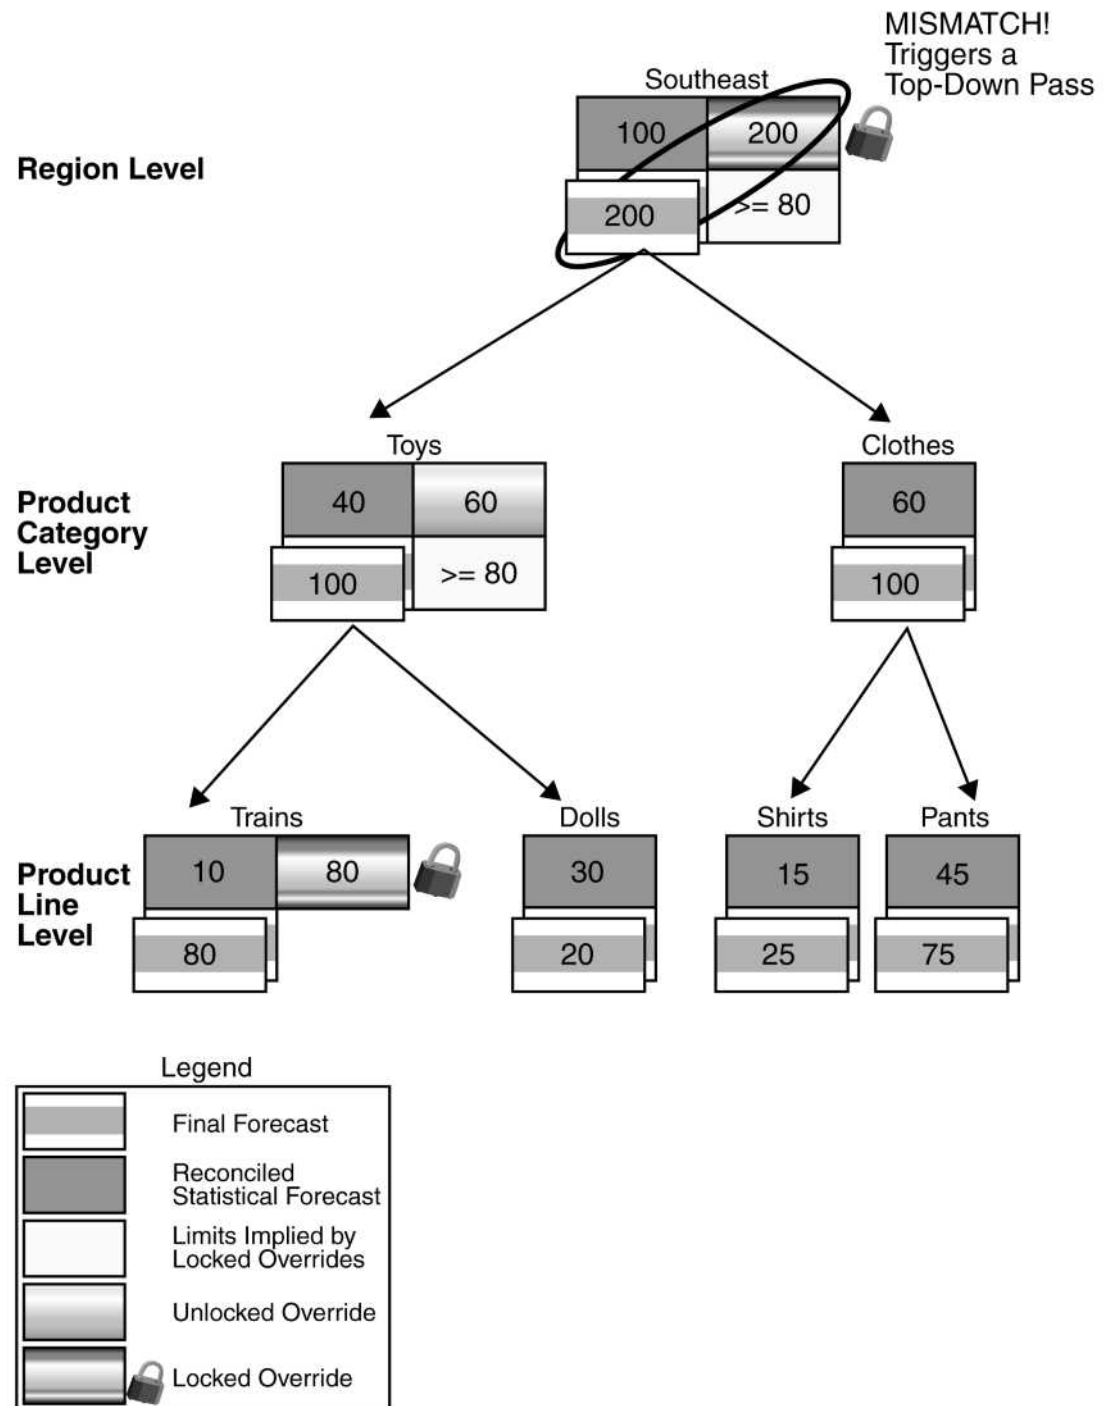 MISMATCH!
Triggers a
Top-Down Pass
Southeast
100
200
Region Level
200
>= 80
Toys
Clothes
Product
Category
Level
40
60
60
100
>= 80
100
Trains
Dolls
Shirts
Pants
Product
Line
Level
10
80
30
15
45
80
20
25
75
Legend
Final Forecast
Reconciled
Statistical Forecast
Limits Implied by
Locked Overrides
Unlocked Override
Locked Override